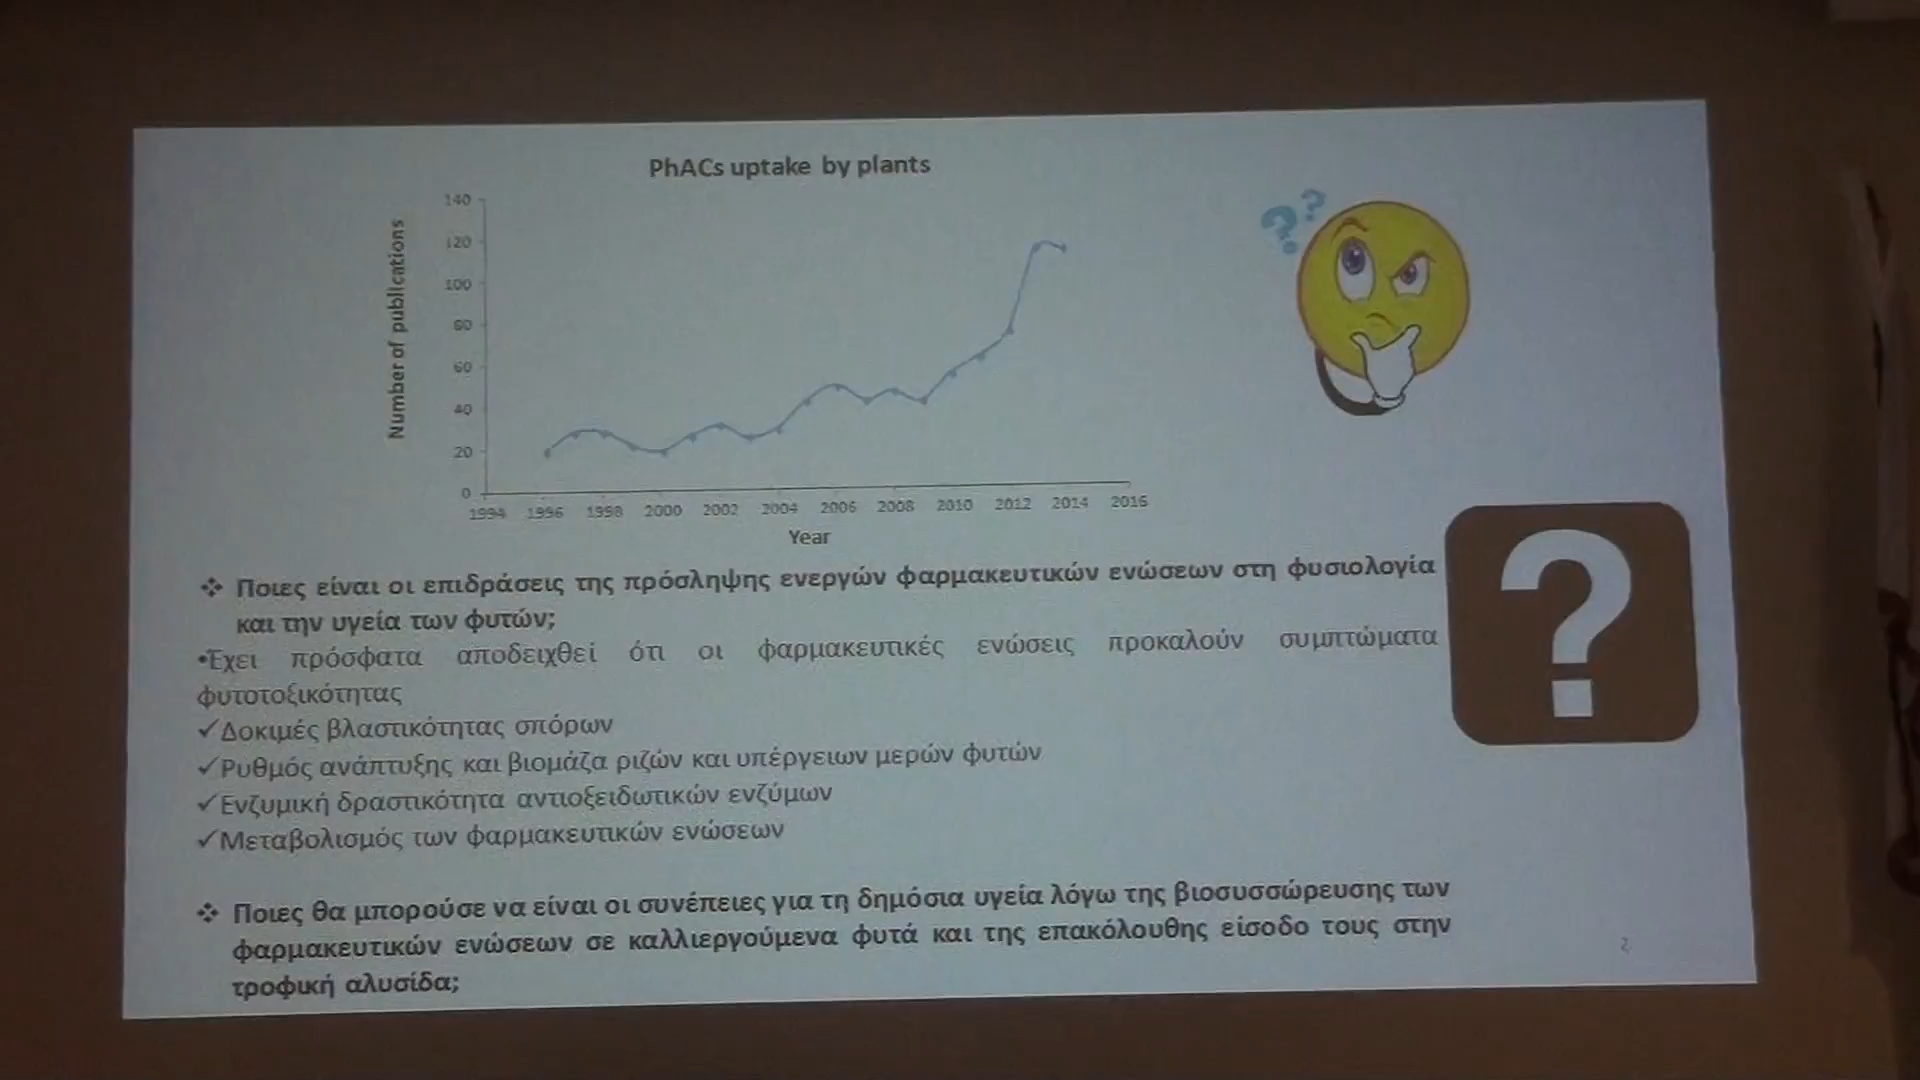 PhACs uptake by plants
Number of publications
140
120
100
80
60
40
20
0
1994 1996 1998 2000 2002 2004 2006 2008 2010 2012 2014 2016
Year
❖ Ποιες είναι οι επιδράσεις της πρόσληψης ενεργών φαρμακευτικών ενώσεων στη φυσιολογία
και την υγεία των φυτών;
•Έχει πρόσφατα αποδειχθεί ότι οι φαρμακευτικές ενώσεις προκαλούν συμπτώματα
φυτοτοξικότητας
✓Δοκιμές βλαστικότητας σπόρων
✓Ρυθμός ανάπτυξης και βιομάζα ριζών και υπέργειων μερών φυτών
✓Ενζυμική δραστικότητα αντιοξειδωτικών ενζύμων
✓Μεταβολισμός των φαρμακευτικών ενώσεων
❖ Ποιες θα μπορούσε να είναι οι συνέπειες για τη δημόσια υγεία λόγω της βιοσυσσώρευσης των
φαρμακευτικών ενώσεων σε καλλιεργούμενα φυτά και της επακόλουθης είσοδο τους στην
τροφική αλυσίδα;
? ?
?
2